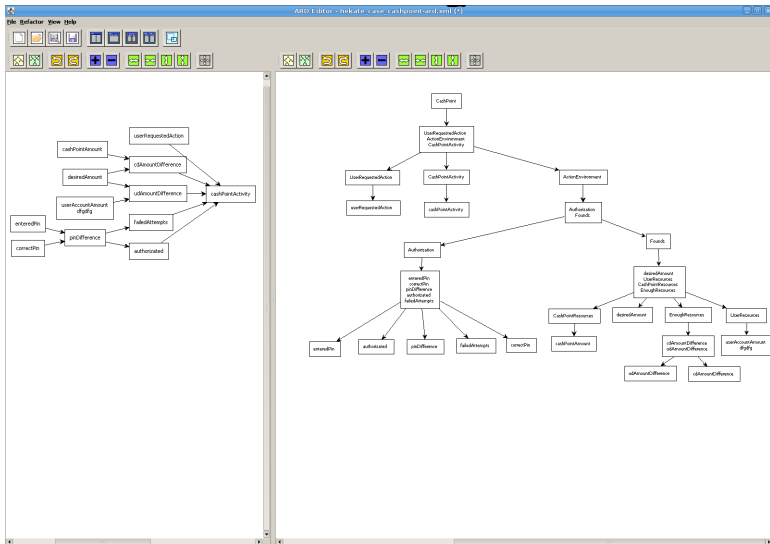 ARD Editor - hekate_case_cashpoint-ard.xml (*)
File Refactor View Help
userRequestedAction
cashPointAmount
cdAmountDifference
desiredAmount
udAmountDifference
cashPointActivity
userAccountAmount
dfgdfg
enteredPin
failedAttempts
pinDifference
correctPin
authorizated
CashPoint
UserRequestedAction
ActionEnvironment
CashPointActivity
UserRequestedAction
CashPointActivity
ActionEnvironment
userRequestedAction
cashPointActivity
Authorization
Founds
Authorization
Founds
enteredPin
correctPin
pinDifference
authorizated
failedAttempts
desiredAmount
UserResources
CashPointResources
EnoughResources
CashPointResources
desiredAmount
EnoughResources
UserResources
enteredPin
authorizated
pinDifference
failedAttempts
correctPin
cashPointAmount
cdAmountDifference
udAmountDifference
userAccountAmount
dfgdfg
udAmountDifference
cdAmountDifference